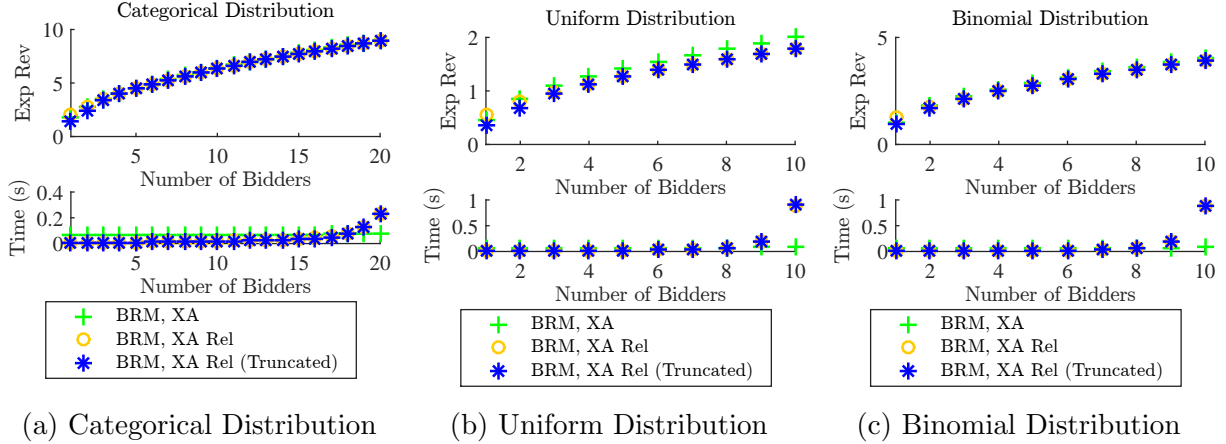 Categorical Distribution
10
5
0
Exp Rev
5 10 15 20
Number of Bidders
0.4
0.2
0
Time (s)
5 10 15 20
Number of Bidders
BRM, XA
BRM, XA Rel
BRM, XA Rel (Truncated)
(a) Categorical Distribution
Uniform Distribution
2
1
0
Exp Rev
2 4 6 8 10
Number of Bidders
1
0.5
0
Time (s)
2 4 6 8 10
Number of Bidders
BRM, XA
BRM, XA Rel
BRM, XA Rel (Truncated)
(b) Uniform Distribution
Binomial Distribution
5
0
Exp Rev
2 4 6 8 10
Number of Bidders
1
0.5
0
Time (s)
2 4 6 8 10
Number of Bidders
BRM, XA
BRM, XA Rel
BRM, XA Rel (Truncated)
(c) Binomial Distribution